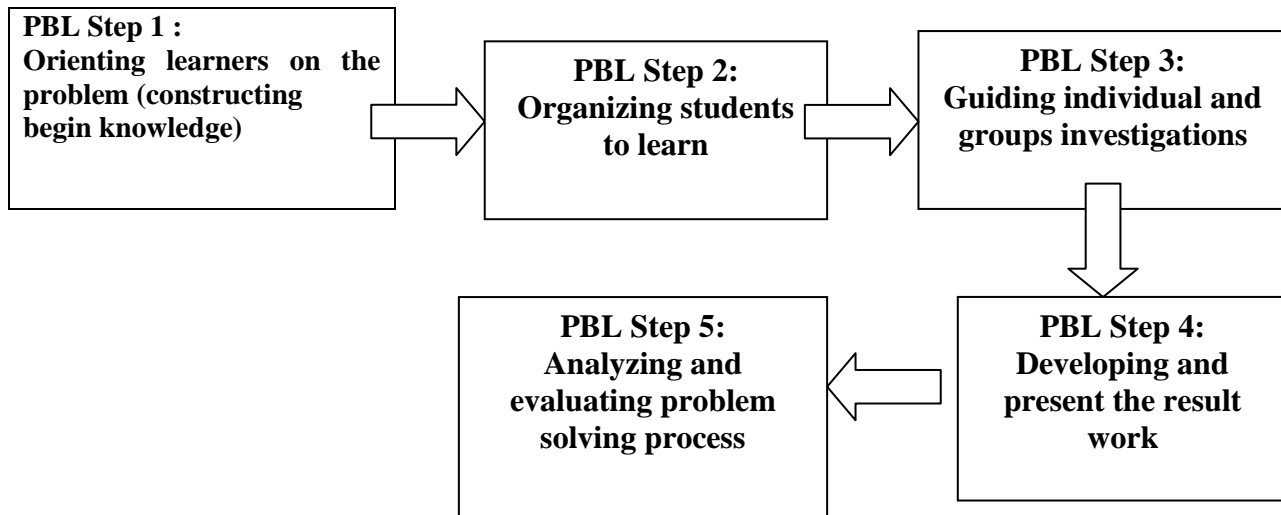 PBL Step 1 :
Orienting learners on the
problem (constructing
begin knowledge)
PBL Step 2:
Organizing students
to learn
PBL Step 3:
Guiding individual and
groups investigations
PBL Step 4:
Developing and
present the result
work
PBL Step 5:
Analyzing and
evaluating problem
solving process